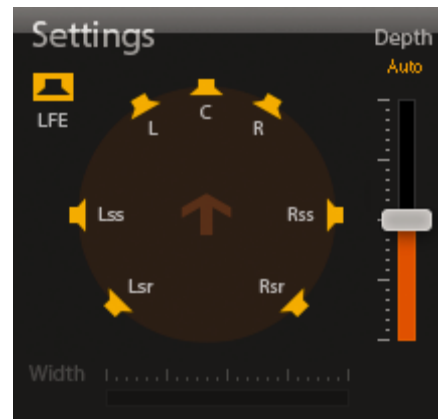 Settings
Depth
Auto
LFE
L
C
R
Lss
Rss
Lsr
Rsr
Width